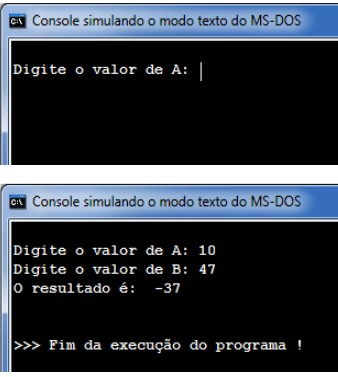 Console simulando o modo texto do MS-DOS
Digite o valor de A:
Console simulando o modo texto do MS-DOS
Digite o valor de A: 10
Digite o valor de B: 47
O resultado é:  -37
>>> Fim da execução do programa !